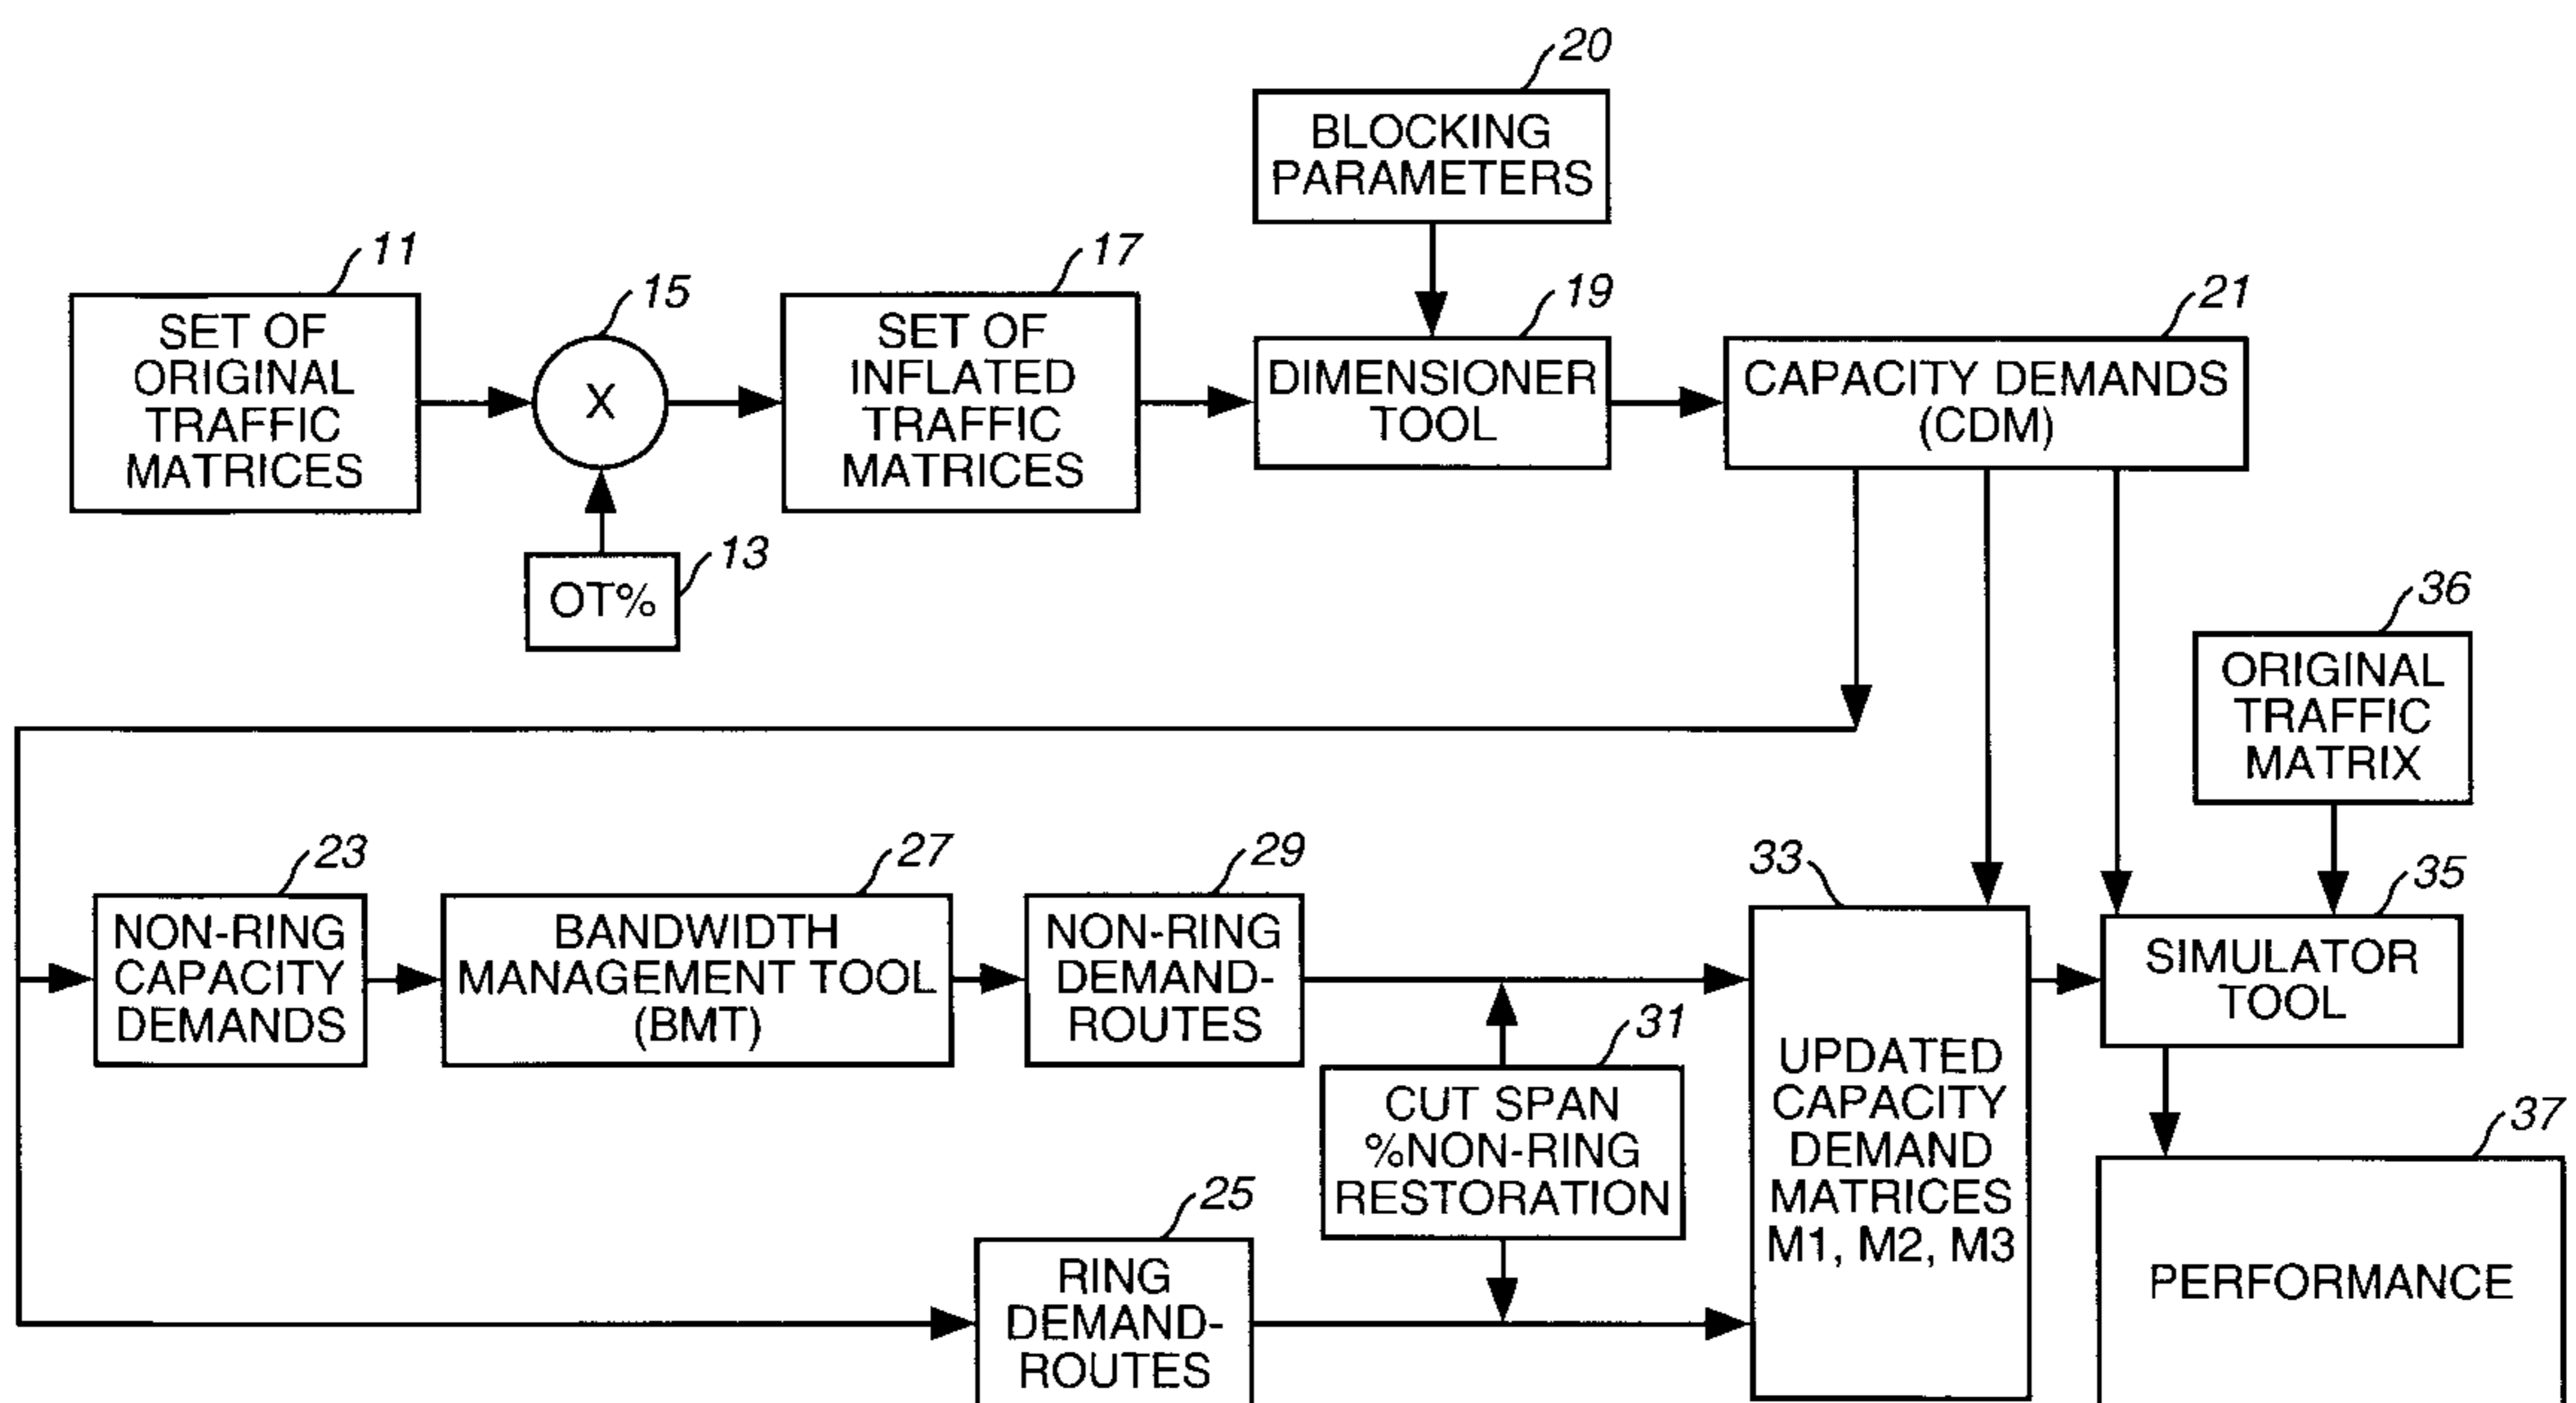 20
BLOCKING
PARAMETERS
11
SET OF
ORIGINAL
TRAFFIC
MATRICES
15
X
13
OT%
17
SET OF
INFLATED
TRAFFIC
MATRICES
19
DIMENSIONER
TOOL
21
CAPACITY DEMANDS
(CDM)
36
ORIGINAL
TRAFFIC
MATRIX
23
NON-RING
CAPACITY
DEMANDS
27
BANDWIDTH
MANAGEMENT TOOL
(BMT)
29
NON-RING
DEMAND-
ROUTES
31
CUT SPAN
%NON-RING
RESTORATION
25
RING
DEMAND-
ROUTES
33
UPDATED
CAPACITY
DEMAND
MATRICES
M1, M2, M3
35
SIMULATOR
TOOL
37
PERFORMANCE